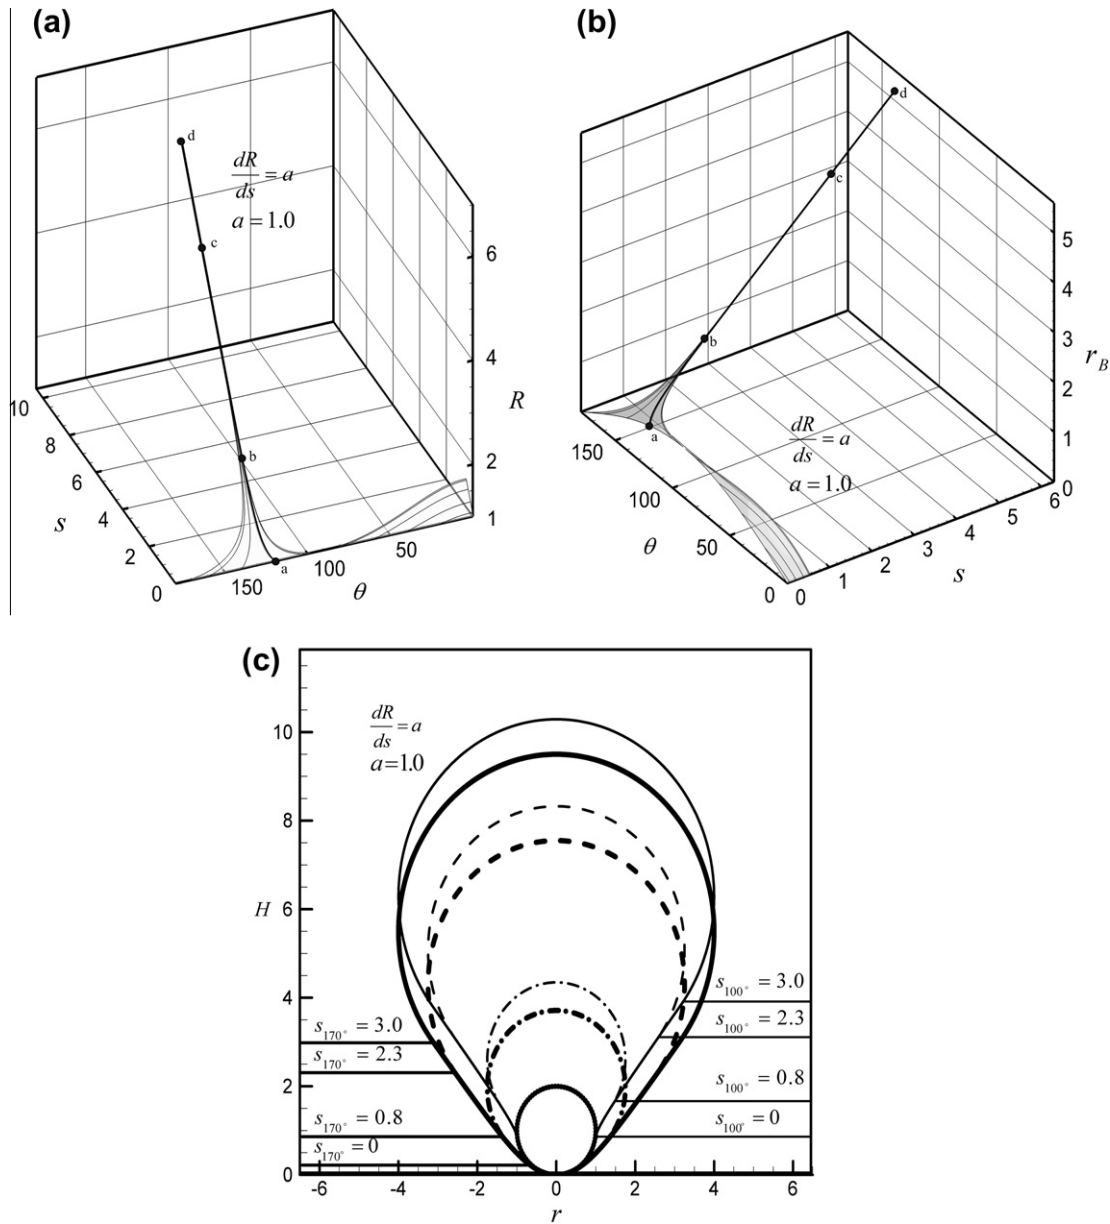 (a)
d
dR/ds = a
a = 1.0
c
b
a
10
8
6
4
2
0
s
150
100
50
θ
6
4
2
1
R
(b)
d
c
b
a
dR/ds = a
a = 1.0
5
4
3
2
1
0
r_B
150
100
50
0
θ
0
1
2
3
4
5
6
s
(c)
dR/ds = a
a=1.0
10
8
6
4
2
0
H
s_170° = 3.0
s_170° = 2.3
s_170° = 0.8
s_170° = 0
s_100° = 3.0
s_100° = 2.3
s_100° = 0.8
s_100° = 0
-6 -4 -2 0 2 4 6
r